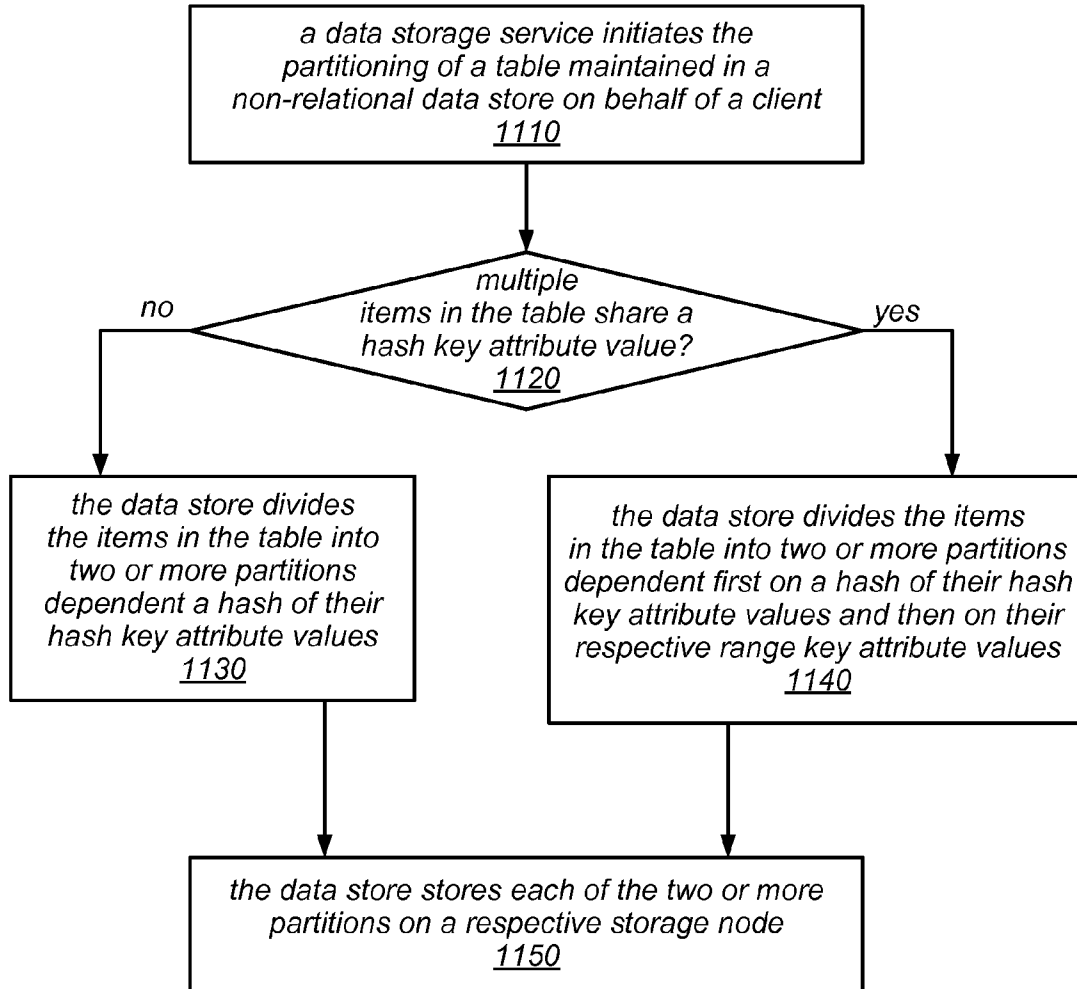 a data storage service initiates the
partitioning of a table maintained in a
non-relational data store on behalf of a client
1110
multiple
items in the table share a
hash key attribute value?
1120
no
yes
the data store divides
the items in the table into
two or more partitions
dependent a hash of their
hash key attribute values
1130
the data store divides the items
in the table into two or more partitions
dependent first on a hash of their hash
key attribute values and then on their
respective range key attribute values
1140
the data store stores each of the two or more
partitions on a respective storage node
1150